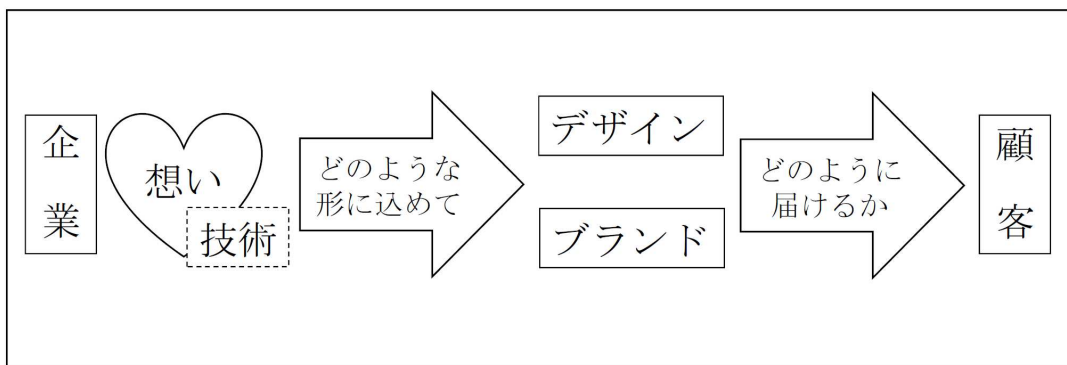 企業
想い
技術
どのような
形に込めて
デザイン
ブランド
どのように
届けるか
顧客